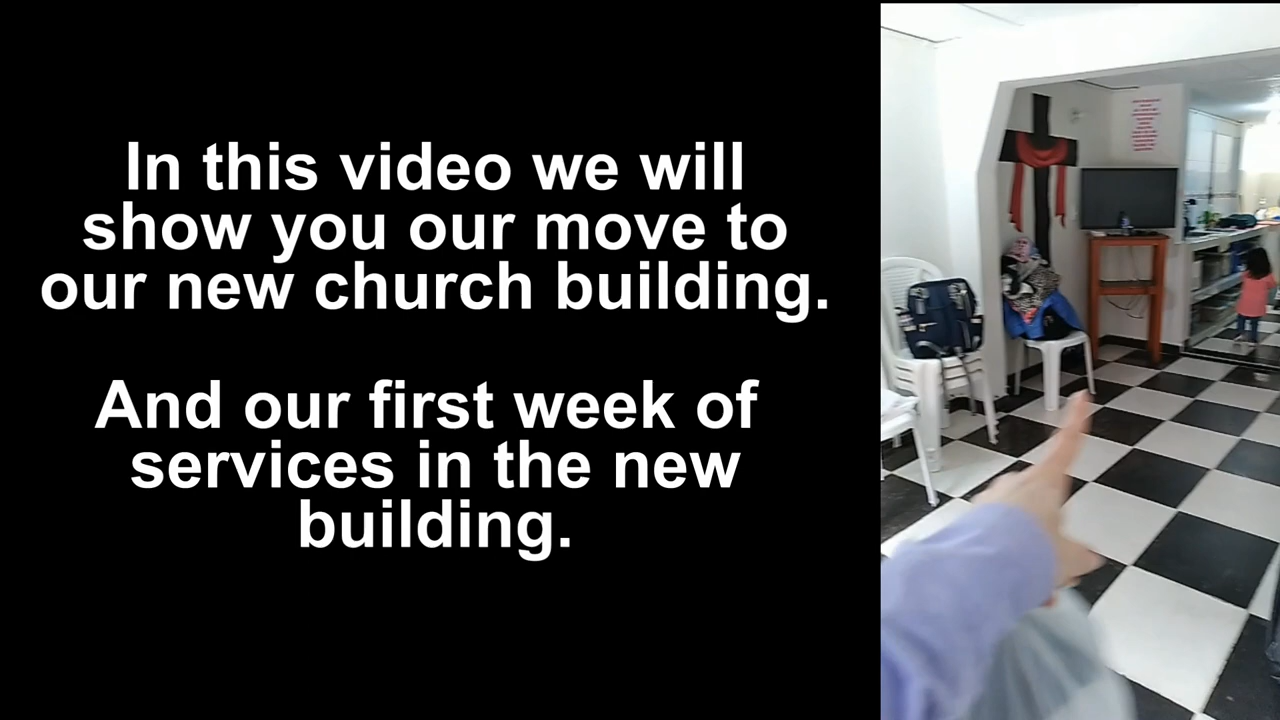 In this video we will
show you our move to
our new church building.
And our first week of
services in the new
building.